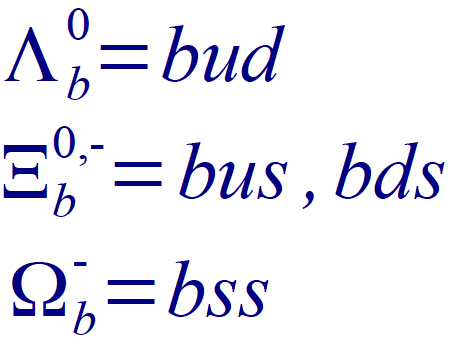 Λ_b^0 = bud
Ξ_b^{0,-} = bus , bds
Ω_b^- = bss